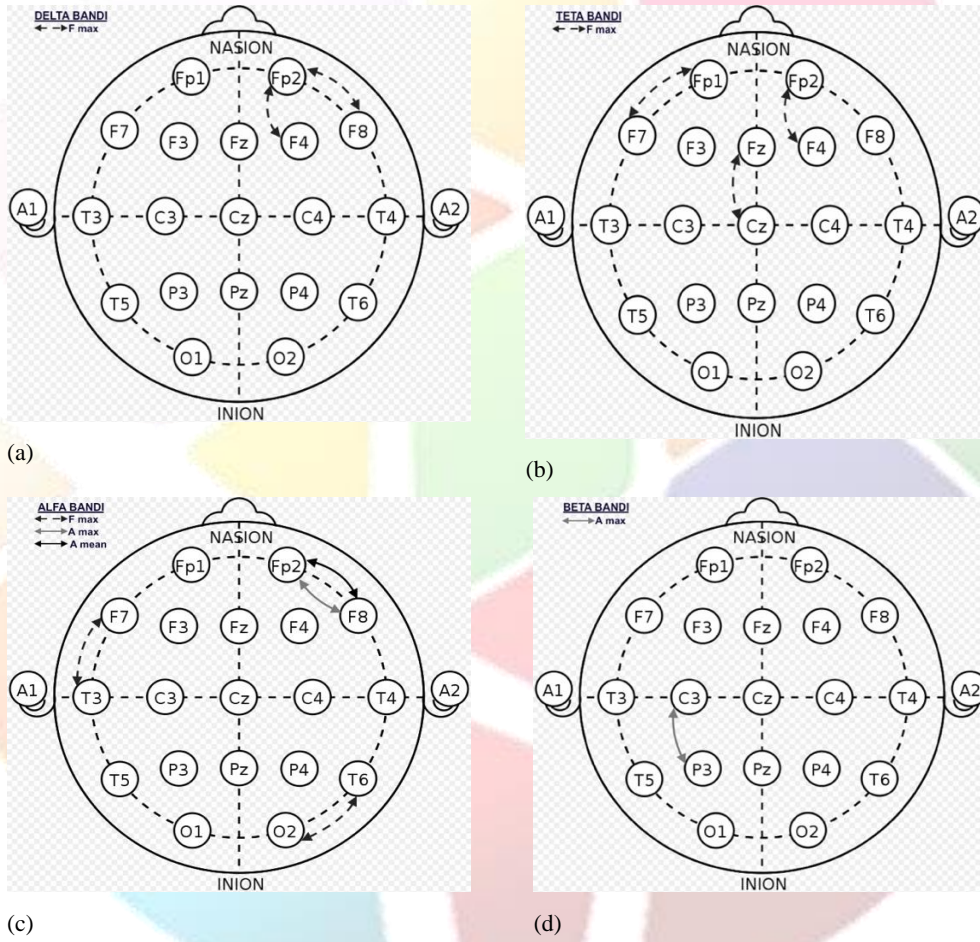 DELTA BANDI
F max
NASION
Fp1 Fp2
F7 F3 Fz F4 F8
A1 T3 C3 Cz C4 T4 A2
T5 P3 Pz P4 T6
O1 O2
INION
(a)
TETA BANDI
F max
NASION
Fp1 Fp2
F7 F3 Fz F4 F8
A1 T3 C3 Cz C4 T4 A2
T5 P3 Pz P4 T6
O1 O2
INION
(b)
ALFA BANDI
F max
A max
A mean
NASION
Fp1 Fp2
F7 F3 Fz F4 F8
A1 T3 C3 Cz C4 T4 A2
T5 P3 Pz P4 T6
O1 O2
INION
(c)
BETA BANDI
A max
NASION
Fp1 Fp2
F7 F3 Fz F4 F8
A1 T3 C3 Cz C4 T4 A2
T5 P3 Pz P4 T6
O1 O2
INION
(d)